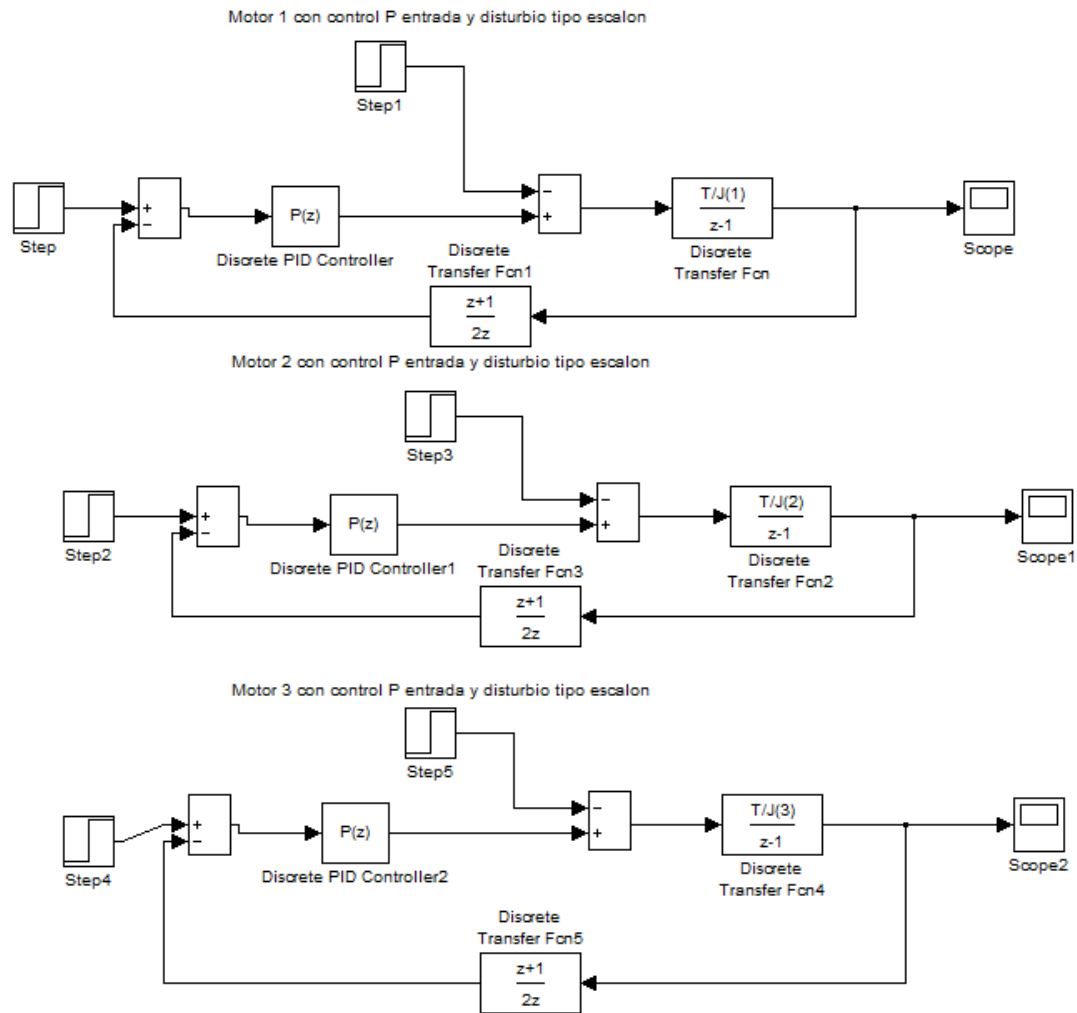 Motor 1 con control P entrada y disturbio tipo escalon
Step1
Step
+
−
P(z)
Discrete PID Controller
−
+
T/J(1)
z-1
Discrete
Transfer Fcn
Scope
Discrete
Transfer Fcn1
z+1
2z
Motor 2 con control P entrada y disturbio tipo escalon
Step3
Step2
+
−
P(z)
Discrete PID Controller1
−
+
T/J(2)
z-1
Discrete
Transfer Fcn2
Scope1
Discrete
Transfer Fcn3
z+1
2z
Motor 3 con control P entrada y disturbio tipo escalon
Step5
Step4
+
−
P(z)
Discrete PID Controller2
−
+
T/J(3)
z-1
Discrete
Transfer Fcn4
Scope2
Discrete
Transfer Fcn5
z+1
2z